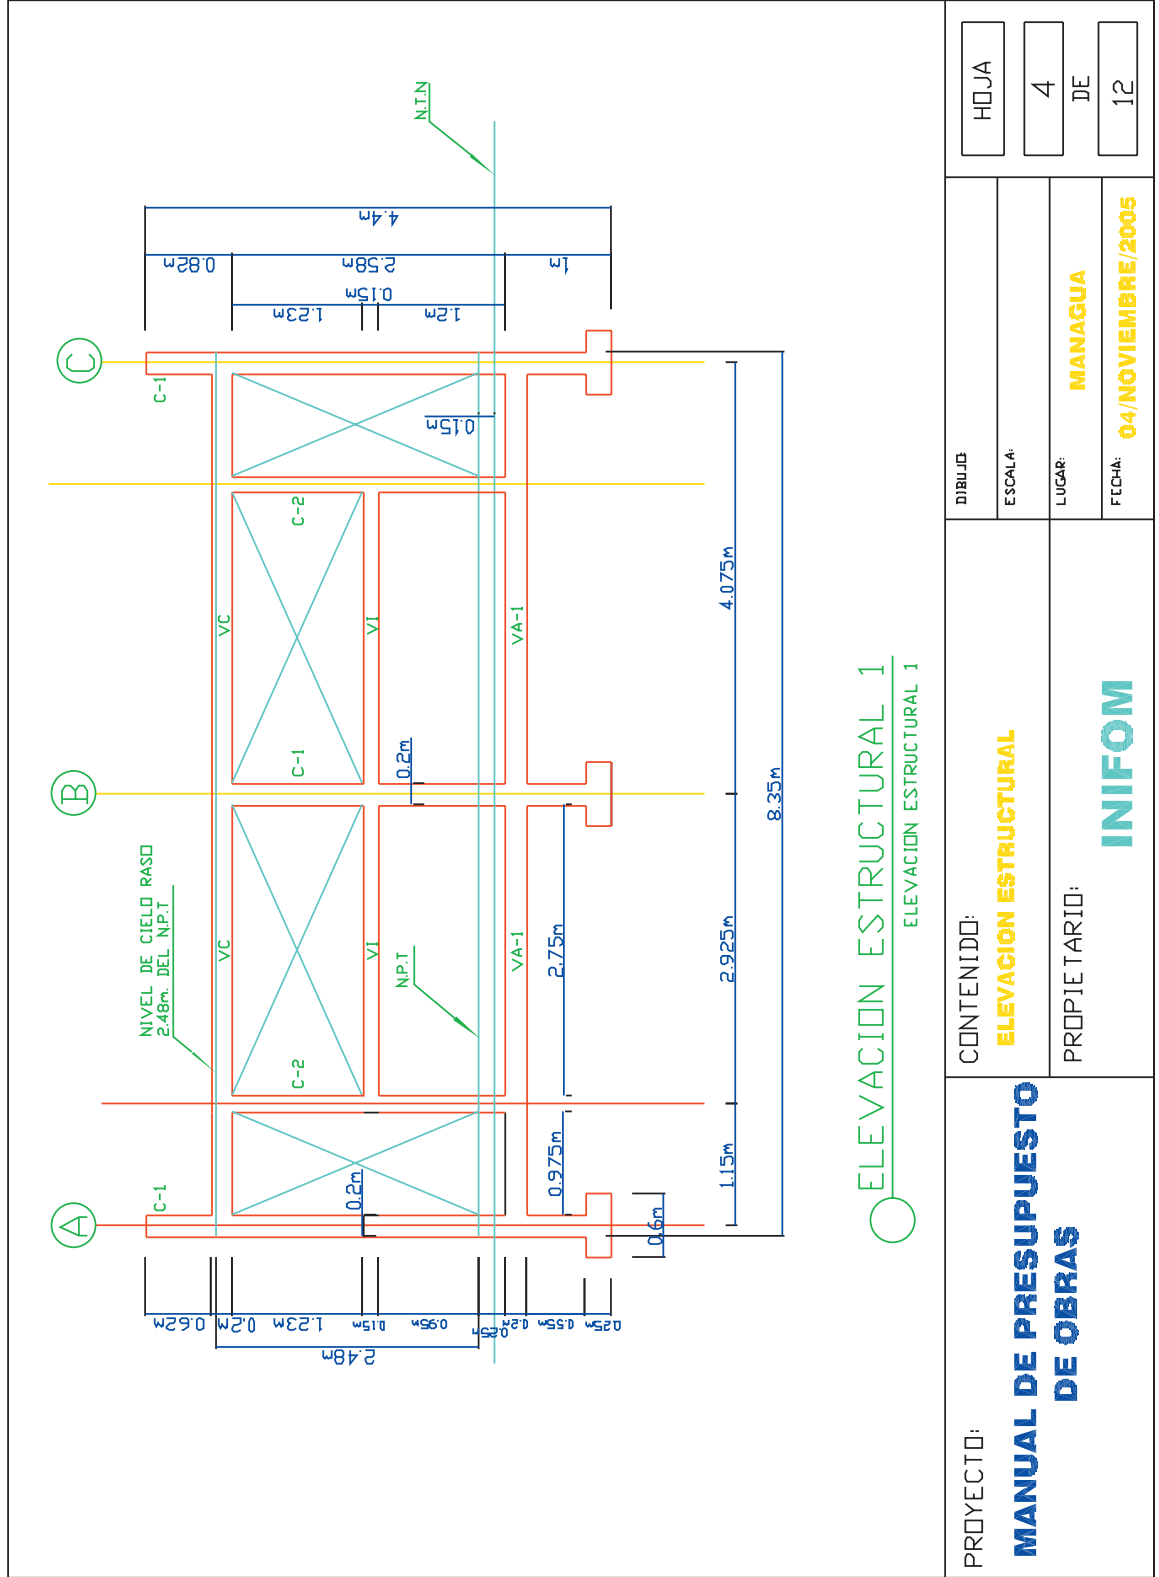 A
B
C
NIVEL DE CIELO RASO
2.48m. DEL N.P.T
N.T.N
C-1
C-1
VC
VC
C-2
C-1
C-2
VI
VI
N.P.T
VA-1
VA-1
0.62m
0.2m
1.23m
0.15m
0.95m
0.25m
0.2m
0.55m
0.25m
2.48m
0.2m
0.2m
0.15m
0.82m
2.58m
1m
4.4m
1.23m
0.15m
1.2m
0.975m
2,75m
0.6m
1.15m
2.925m
4.075m
8.35m
ELEVACION ESTRUCTURAL 1
ELEVACION ESTRUCTURAL 1
PROYECTO:
MANUAL DE PRESUPUESTO
DE OBRAS
CONTENIDO:
ELEVACION ESTRUCTURAL
PROPIETARIO:
INIFOM
DIBUJO:
ESCALA:
LUGAR:
MANAGUA
FECHA:
04/NOVIEMBRE/2005
HOJA
4
DE
12